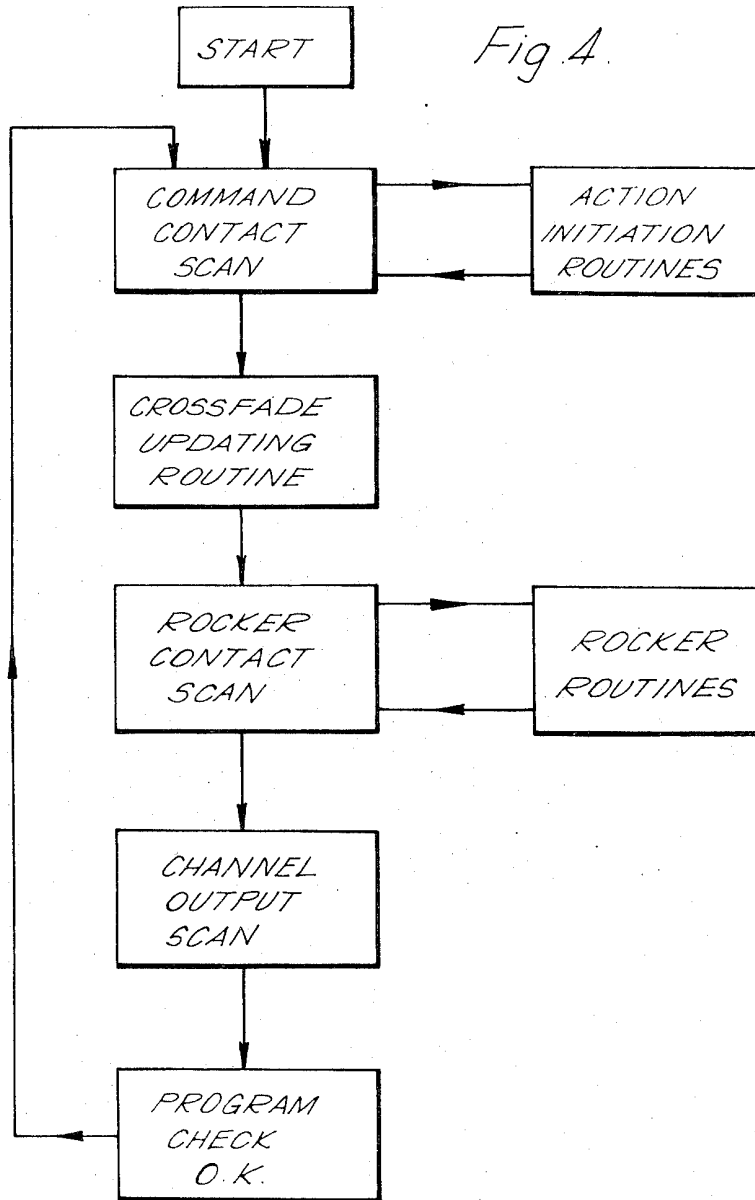 START
Fig. 4.
COMMAND
CONTACT
SCAN
ACTION
INITIATION
ROUTINES
CROSSFADE
UPDATING
ROUTINE
ROCKER
CONTACT
SCAN
ROCKER
ROUTINES
CHANNEL
OUTPUT
SCAN
PROGRAM
CHECK
O.K.